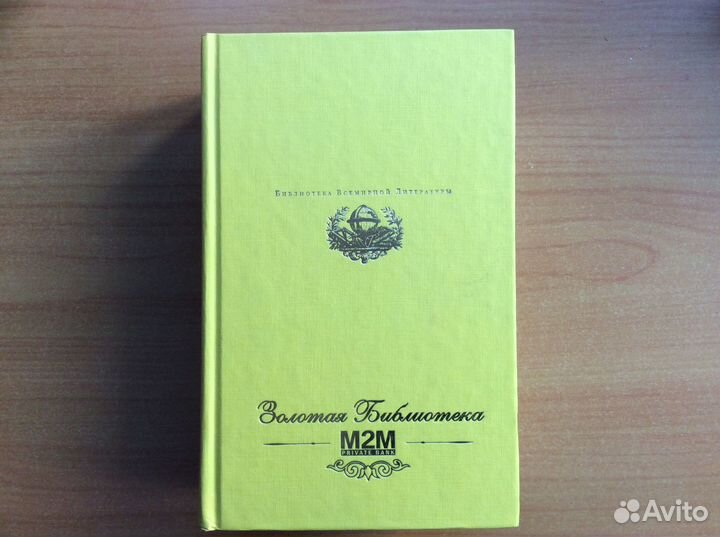 Библиотека Всемирной Литературы
Золотая Библиотека
M2M
PRIVATE BANK
Avito